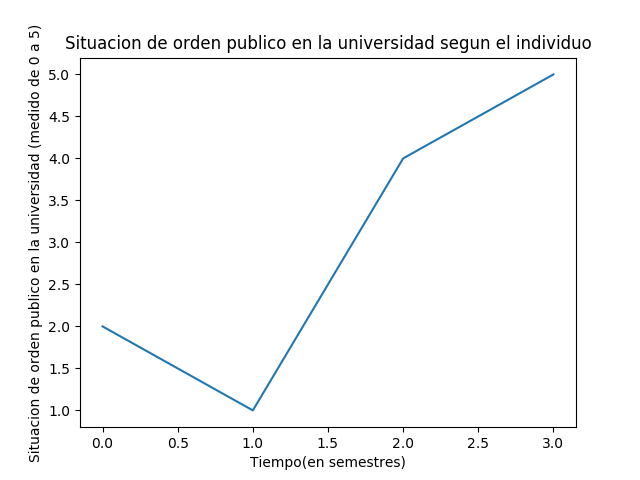 Situacion de orden publico en la universidad segun el individuo
Situacion de orden publico en la universidad (medido de 0 a 5)
5.0
4.5
4.0
3.5
3.0
2.5
2.0
1.5
1.0
0.0 0.5 1.0 1.5 2.0 2.5 3.0
Tiempo(en semestres)